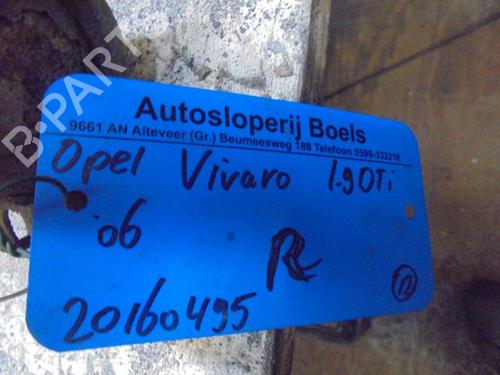 B-PARTS
Autosloperij Boels
9661 AN Alteveer (Gr.) Beumeesweg 188 Telefoon 0599-332216
Opel Vivaro 1.9DTi
06 R
n
20160495